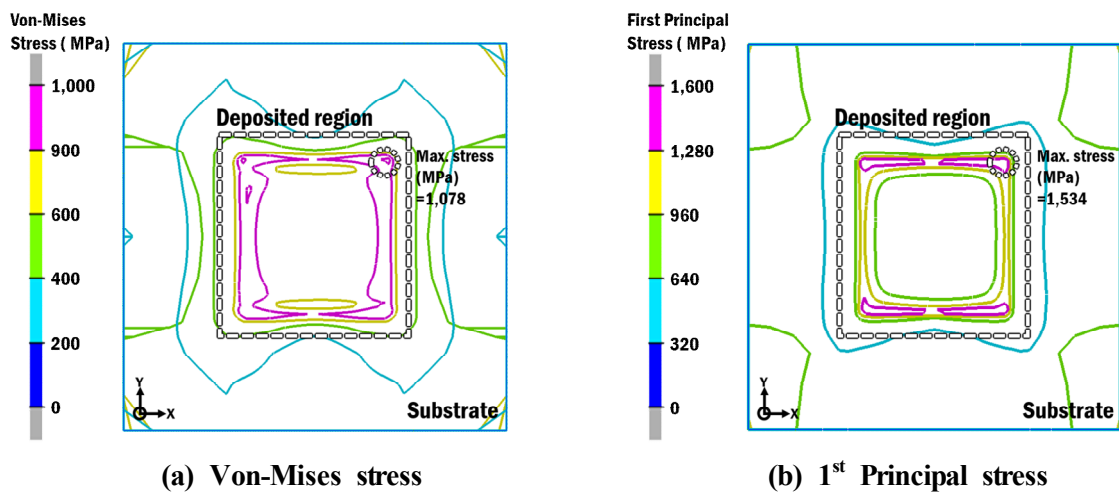 Von-Mises
Stress ( MPa)
1,000
900
600
400
200
0
Deposited region
Max. stress
(MPa)
=1,078
Y
X
Substrate
(a) Von-Mises stress
First Principal
Stress ( MPa)
1,600
1,280
960
640
320
0
Deposited region
Max. stress
(MPa)
=1,534
Y
X
Substrate
(b) 1st Principal stress